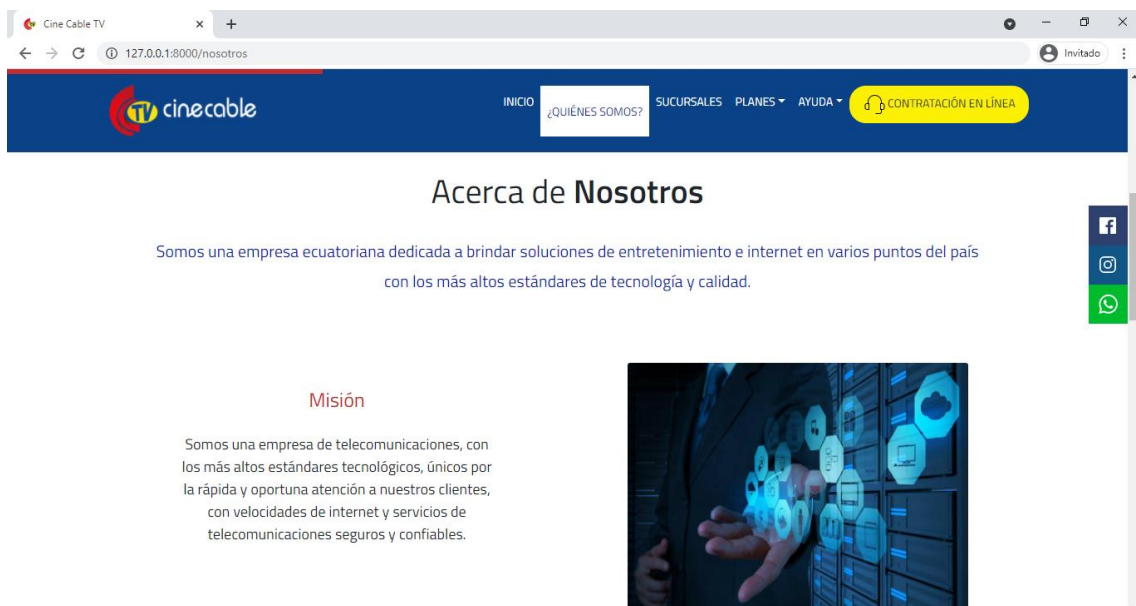 Cine Cable TV
127.0.0.1:8000/nosotros
Invitado
TV cinecable
INICIO ¿QUIÉNES SOMOS? SUCURSALES PLANES AYUDA CONTRATACIÓN EN LÍNEA
Acerca de Nosotros
Somos una empresa ecuatoriana dedicada a brindar soluciones de entretenimiento e internet en varios puntos del país
con los más altos estándares de tecnología y calidad.
Misión
Somos una empresa de telecomunicaciones, con
los más altos estándares tecnológicos, únicos por
la rápida y oportuna atención a nuestros clientes,
con velocidades de internet y servicios de
telecomunicaciones seguros y confiables.